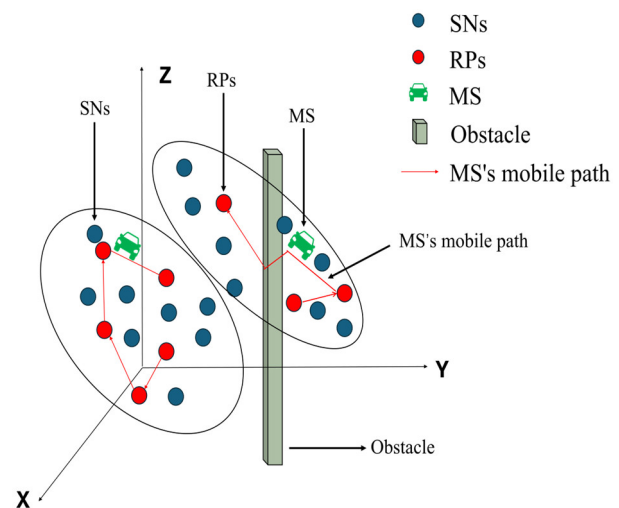 SNs
RPs
MS
Obstacle
MS's mobile path
Z
RPs
SNs
MS
MS's mobile path
Y
Obstacle
X